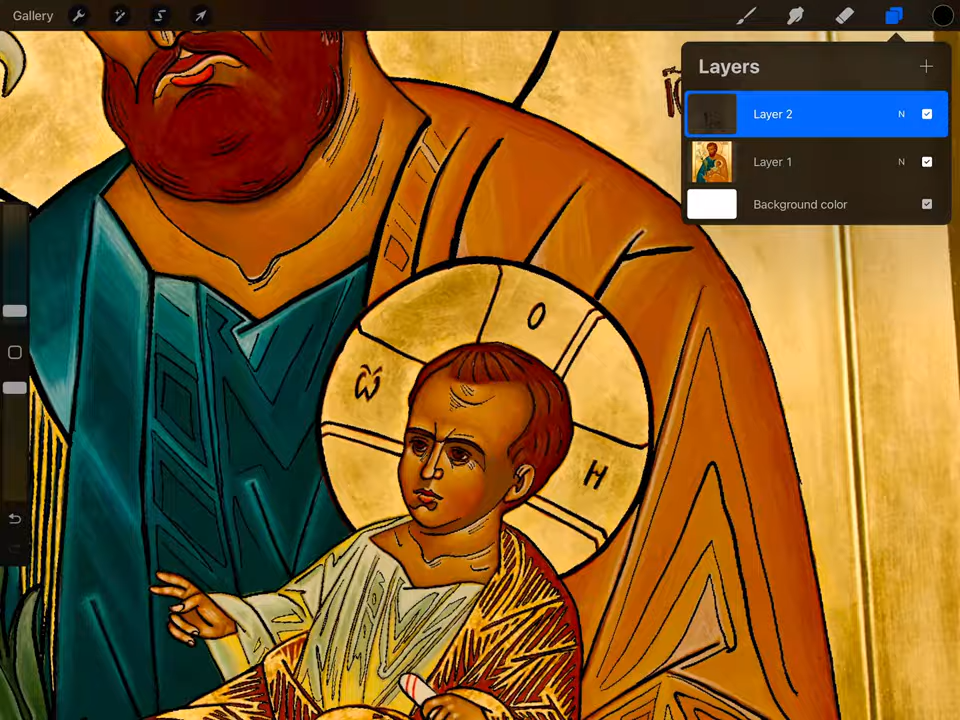 Gallery
Layers
Layer 2 N
Layer 1 N
Background color
Ο
Ѿ
Η